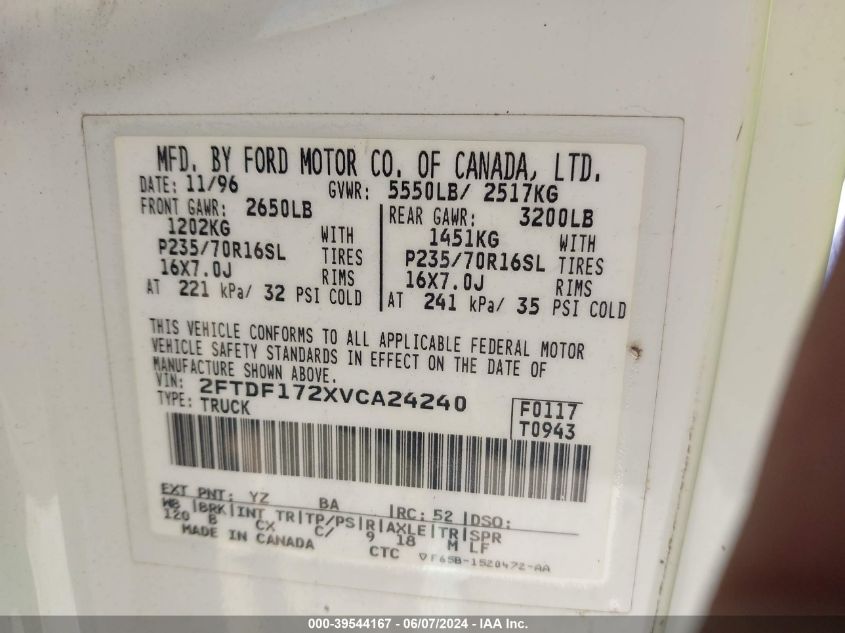 MFD. BY FORD MOTOR CO. OF CANADA, LTD.
DATE: 11/96 GVWR: 5550LB/ 2517KG
FRONT GAWR: 2650LB REAR GAWR: 3200LB
1202KG WITH 1451KG WITH
P235/70R16SL TIRES P235/70R16SL TIRES
16X7.0J RIMS 16X7.0J RIMS
AT 221 kPa/ 32 PSI COLD AT 241 kPa/ 35 PSI COLD
THIS VEHICLE CONFORMS TO ALL APPLICABLE FEDERAL MOTOR
VEHICLE SAFETY STANDARDS IN EFFECT ON THE DATE OF
MANUFACTURE SHOWN ABOVE.
VIN: 2FTDF172XVCA24240 F0117
TYPE: TRUCK T0943
EXT PNT: YZ BA RC: 52 DSO:
WB |BRK|INT TR|TP/PS|R|AXLE|TR|SPR
120 B CX C/ 9 18 M LF
MADE IN CANADA CTC ▽F65B-1520472-AA
000-39544167 - 06/07/2024 - IAA Inc.